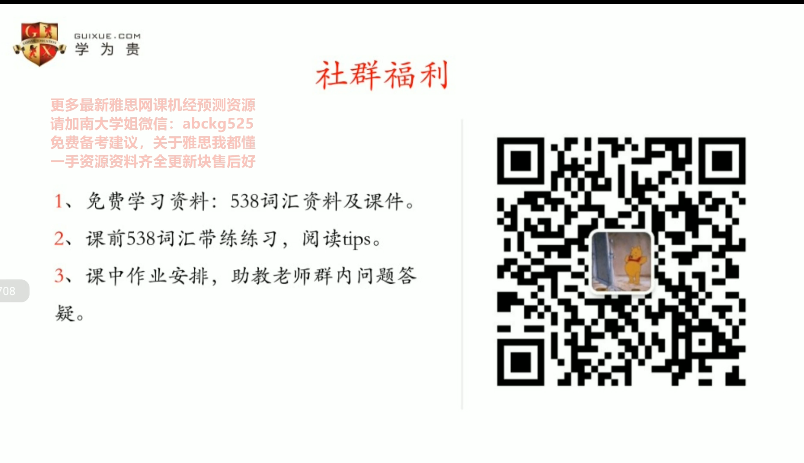 GUIXUE.COM
学为贵
社群福利
更多最新雅思网课机经预测资源
请加南大学姐微信：abckg525
免费备考建议，关于雅思我都懂
一手资源资料齐全更新块售后好
1、免费学习资料：538词汇资料及课件。
2、课前538词汇带练练习，阅读tips。
3、课中作业安排，助教老师群内问题答
疑。
708